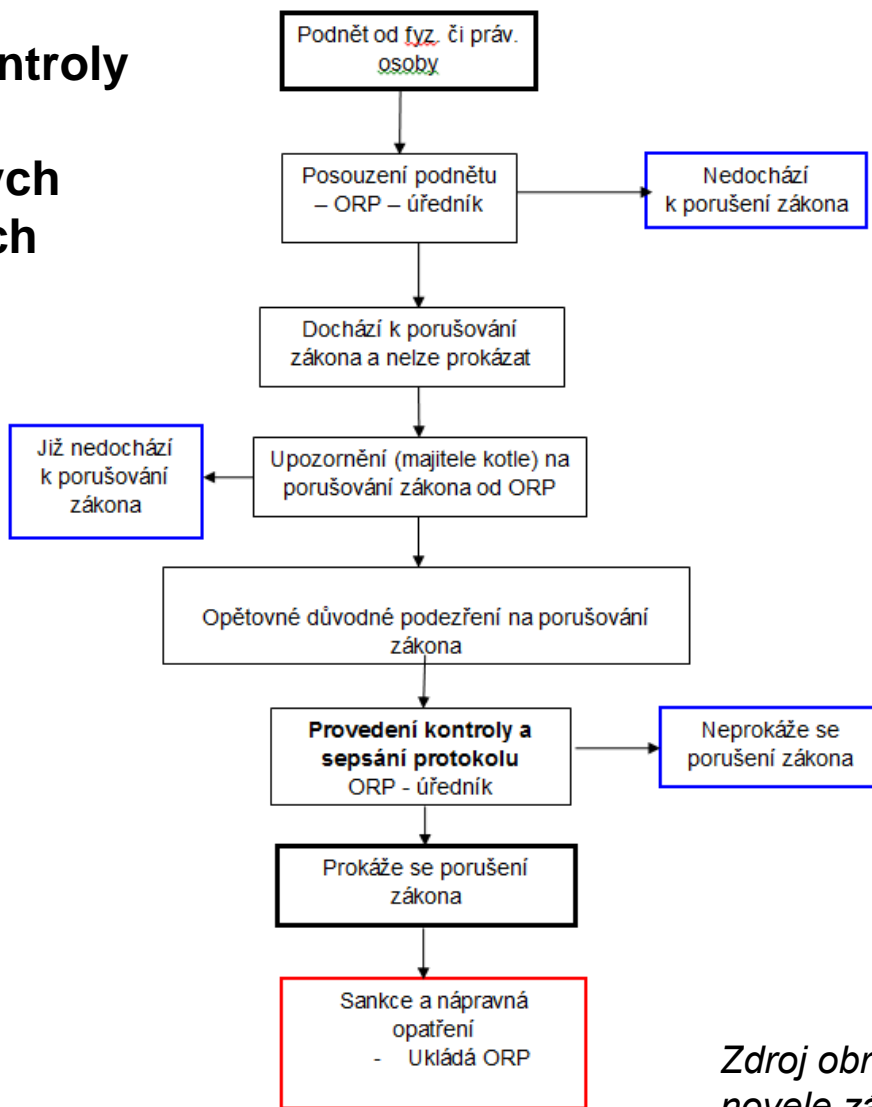 ntroly
ých
ch
Podnět od fyz. či práv.
osoby
Posouzení podnětu
– ORP – úředník
Nedochází
k porušení zákona
Dochází k porušování
zákona a nelze prokázat
Již nedochází
k porušování
zákona
Upozornění (majitele kotle) na
porušování zákona od ORP
Opětovné důvodné podezření na porušování
zákona
Provedení kontroly a
sepsání protokolu
ORP - úředník
Neprokáže se
porušení zákona
Prokáže se porušení
zákona
Sankce a nápravná
opatření
- Ukládá ORP
Zdroj obr
novele zá